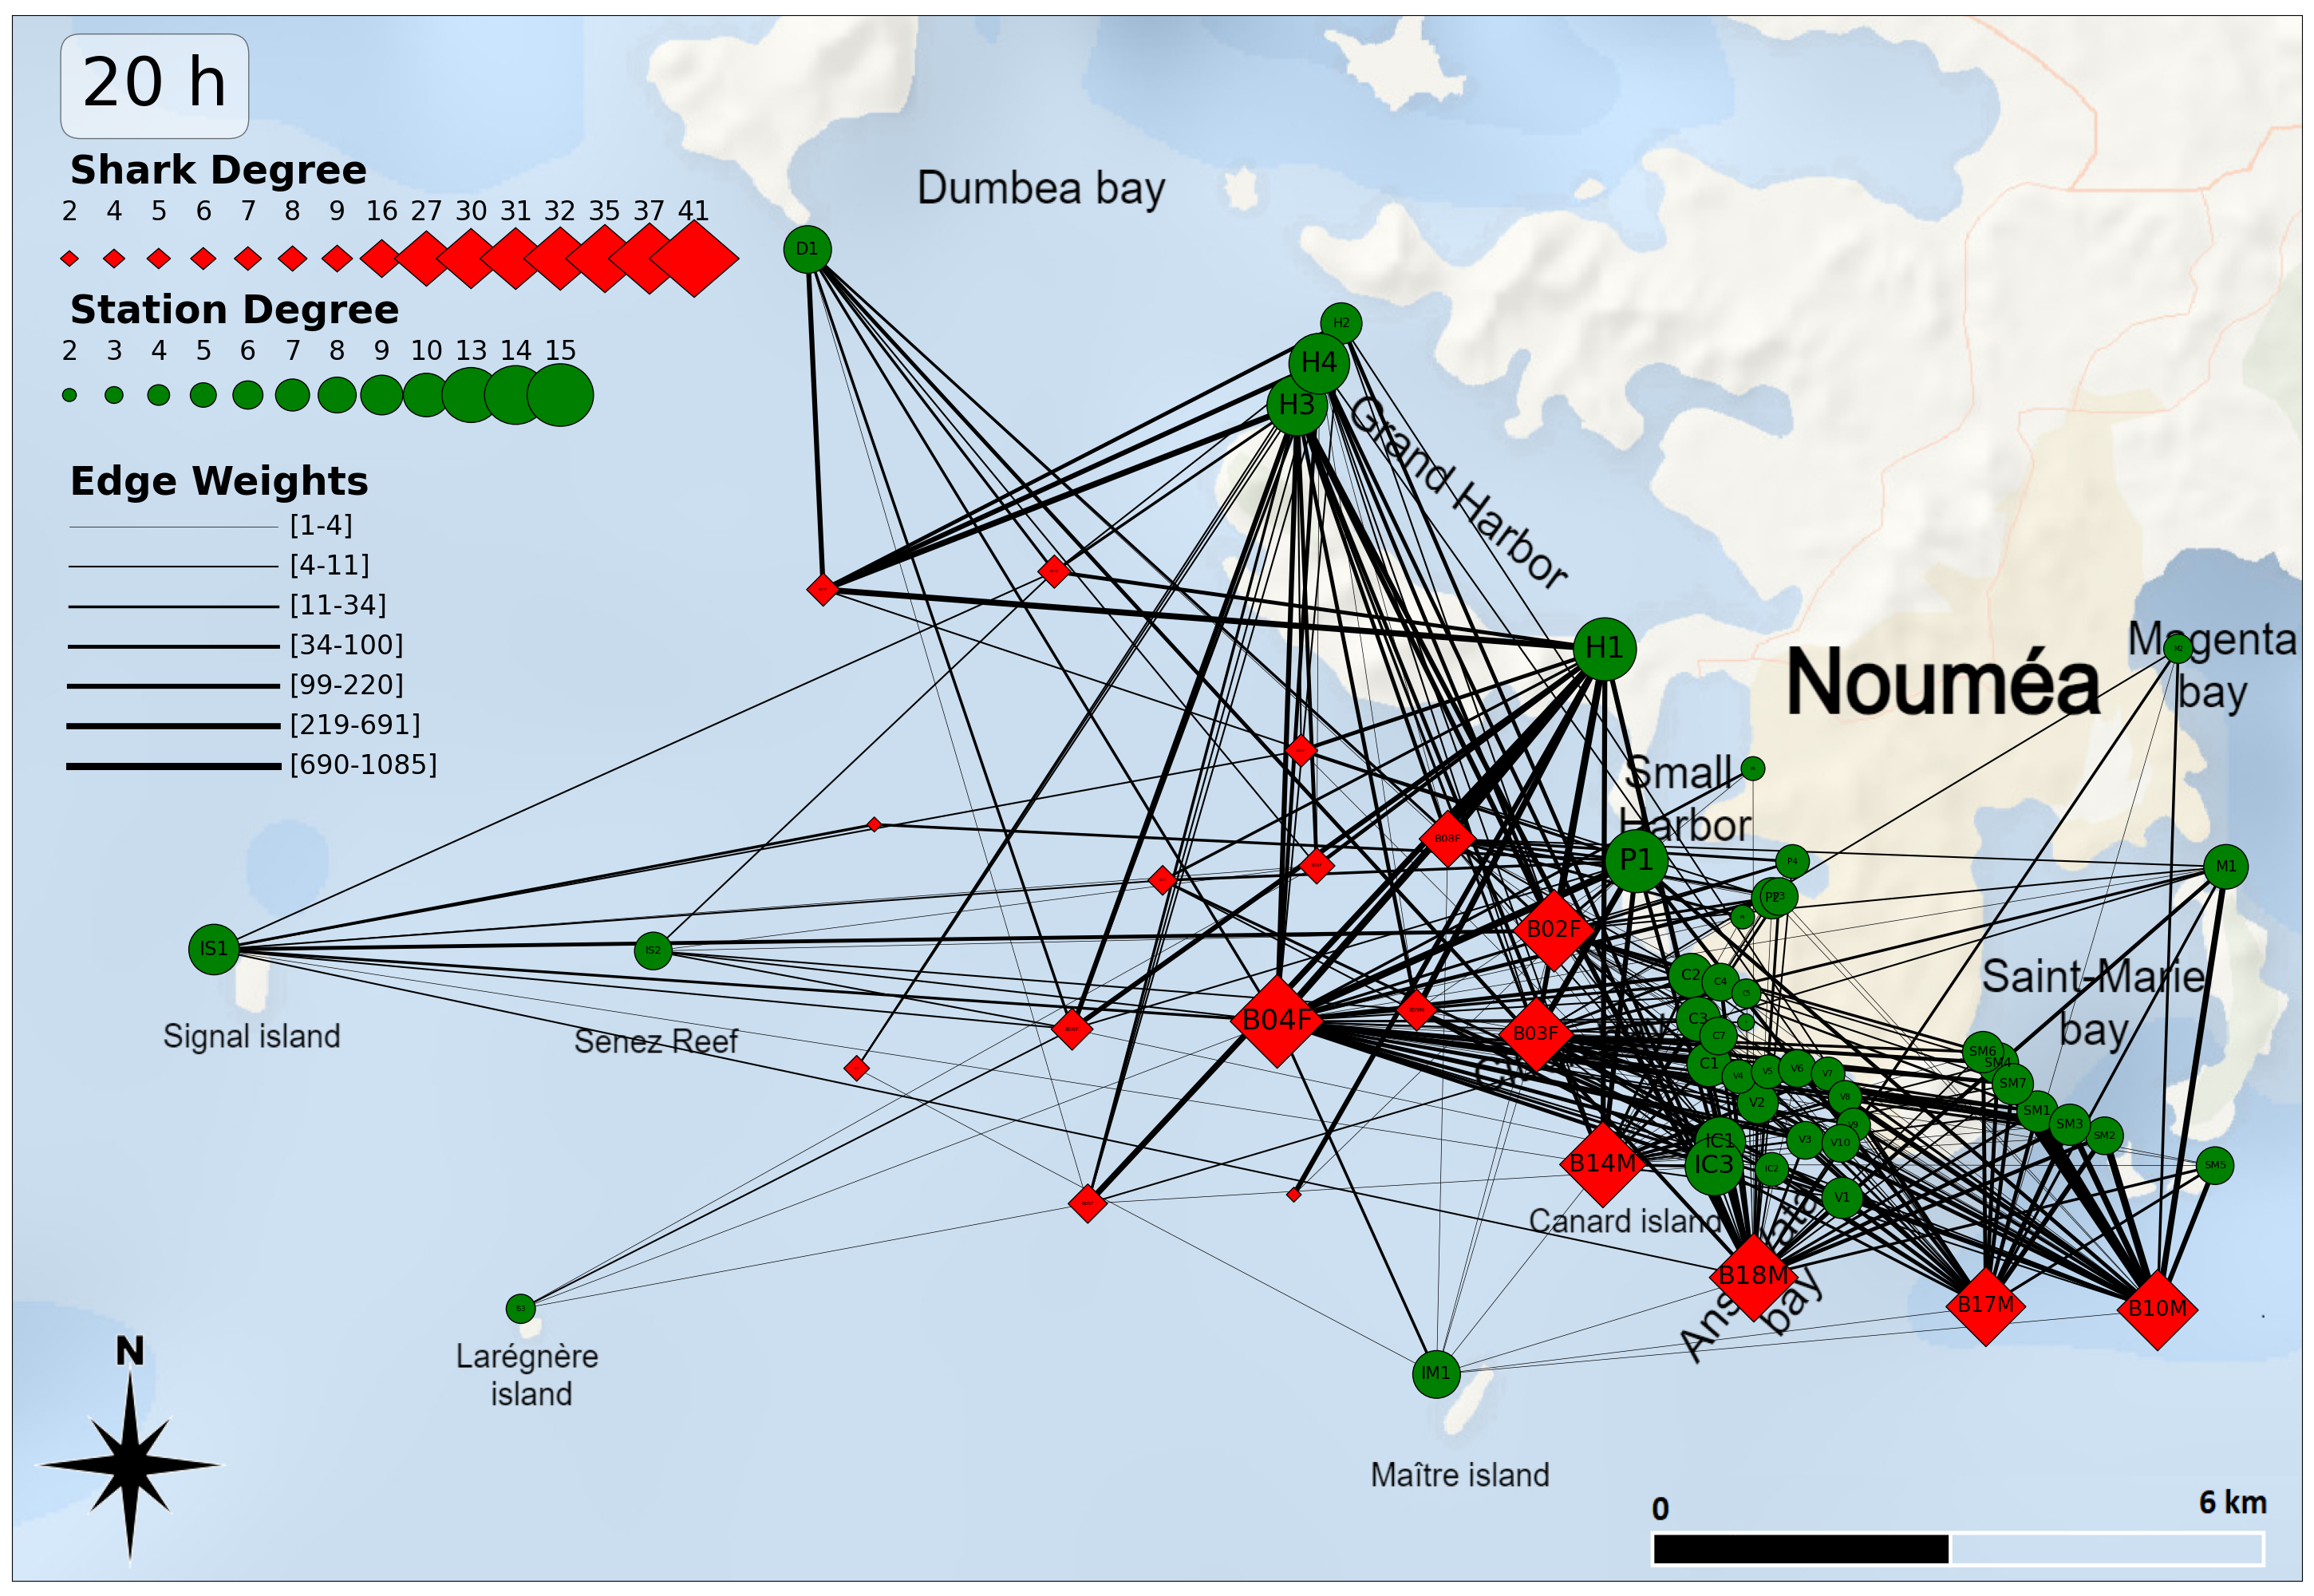 20 h
Shark Degree
2 4 5 6 7 8 9 16 27 30 31 32 35 37 41
Station Degree
2 3 4 5 6 7 8 9 10 13 14 15
Edge Weights
[1-4]
[4-11]
[11-34]
[34-100]
[99-220]
[219-691]
[690-1085]
Dumbea bay
D1
H2
H4
H3
Grand Harbor
H1
Nouméa
Magenta
bay
M2
Small
Harbor
B08F
P1
P4
M1
P2
P3
B02F
IS1
IS2
C2
C4
C5
Saint-Marie
bay
Signal island
Senez Reef
B04F
B03F
C3
C7
C1
SM6
SM4
SM7
V4
V5
V6
V7
V8
V2
V9
SM1
SM3
SM2
IC1
V3
V10
B14M
IC3
IC2
SM5
V1
Canard island
B18M
bay
B17M
B10M
IS3
Larégnère
island
IM1
Maître island
N
0 6 km